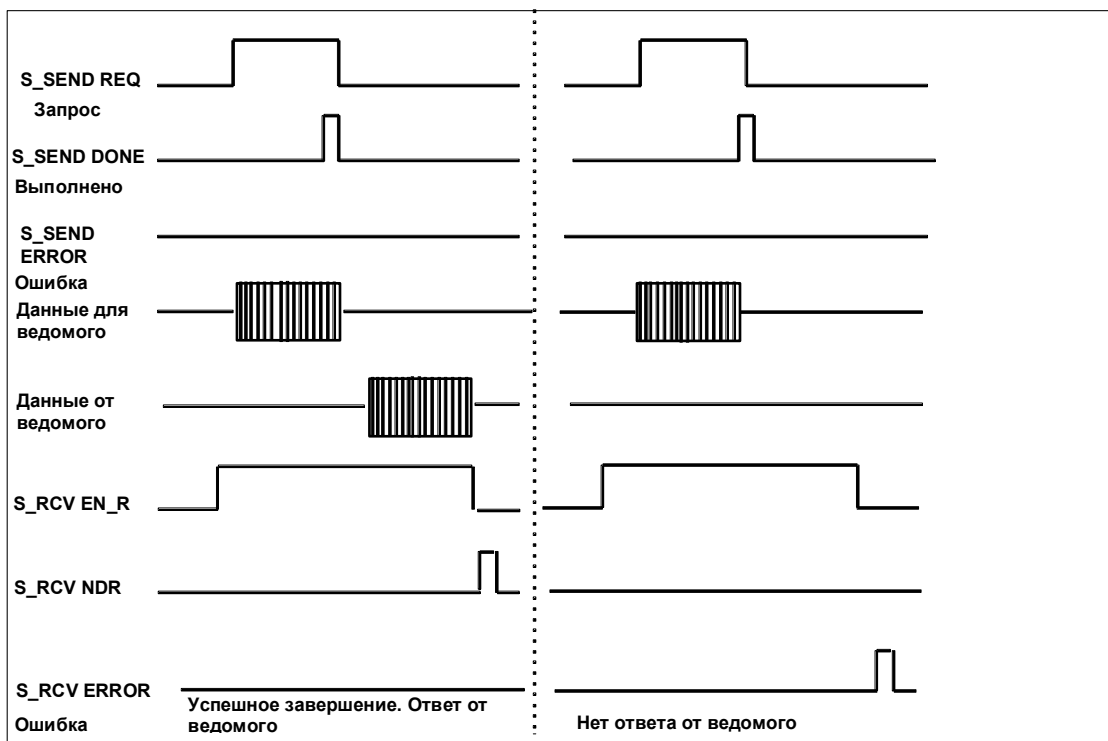 S_SEND REQ
Запрос
S_SEND DONE
Выполнено
S_SEND
ERROR
Ошибка
Данные для
ведомого
Данные от
ведомого
S_RCV EN_R
S_RCV NDR
S_RCV ERROR
Ошибка
Успешное завершение. Ответ от
ведомого
Нет ответа от ведомого